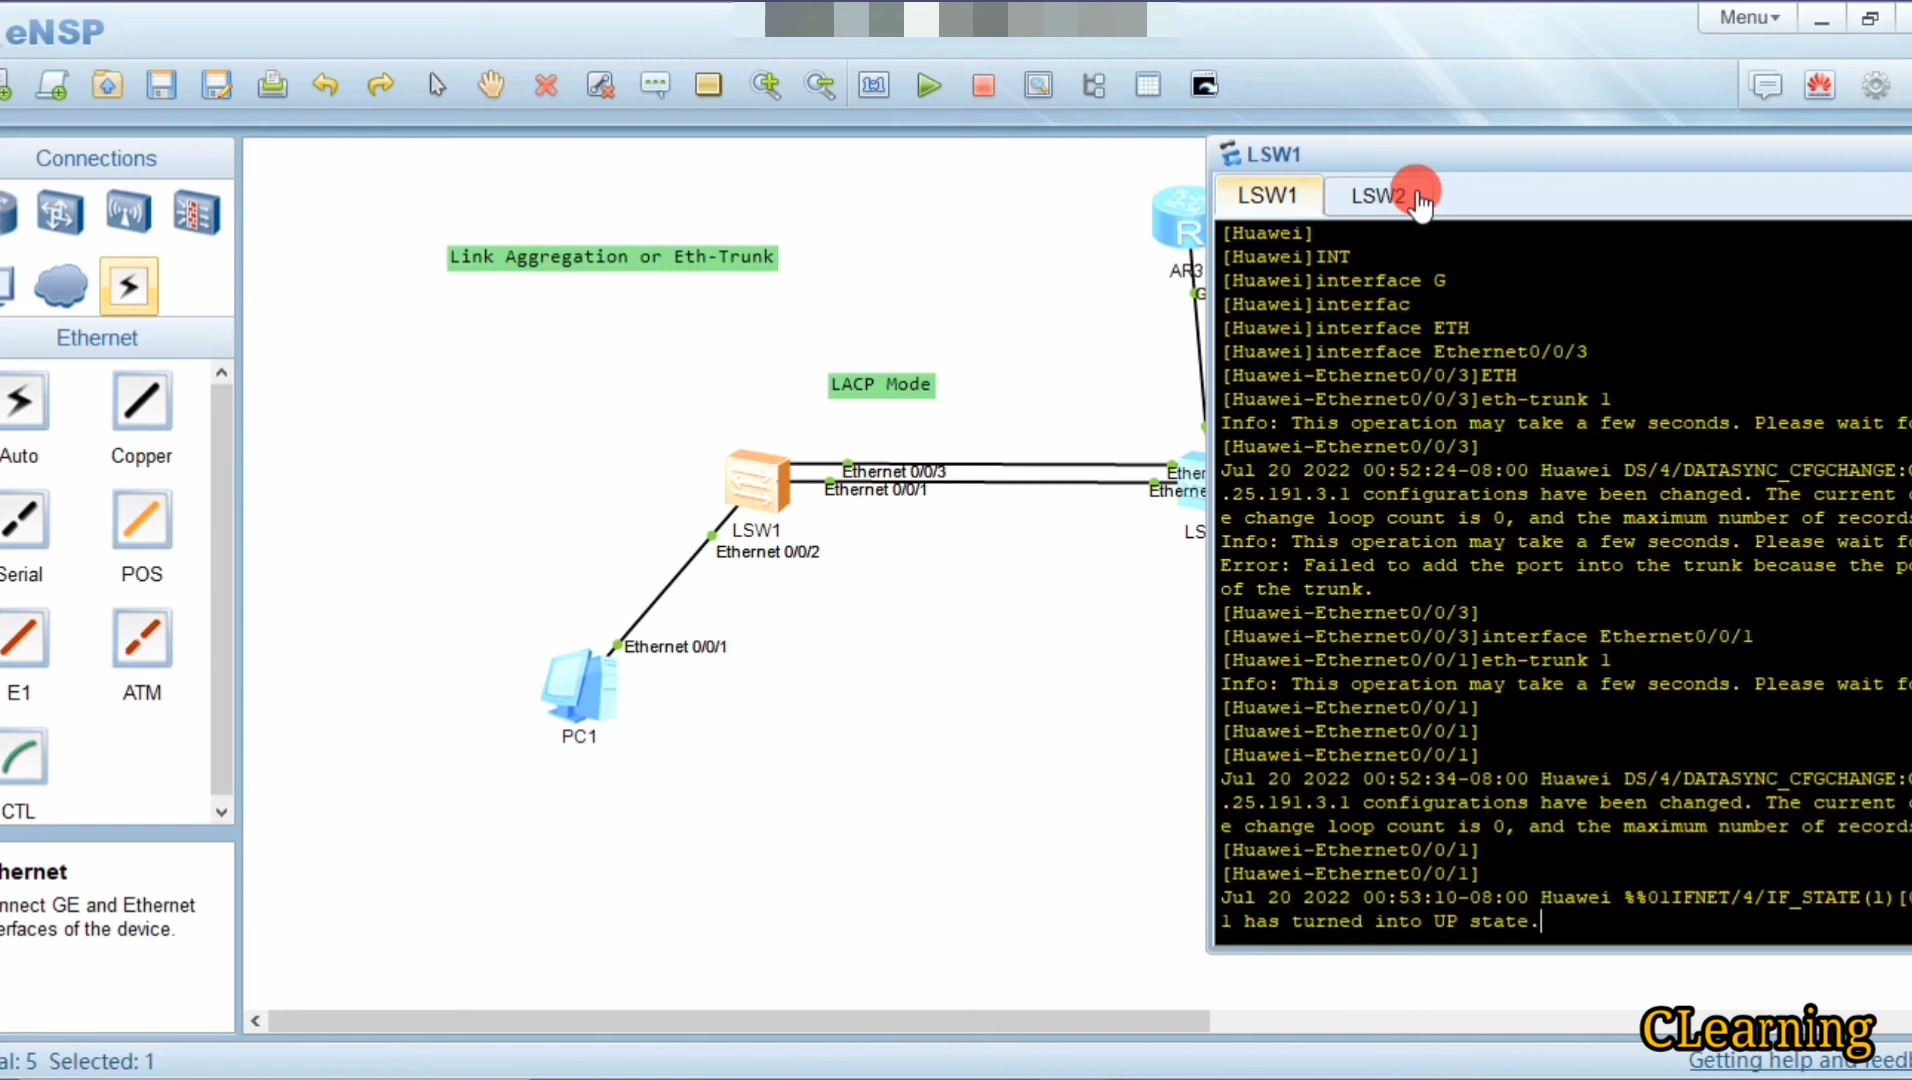 eNSP
Menu
Connections
Ethernet
Auto
Copper
Serial
POS
E1
ATM
CTL
hernet
nnect GE and Ethernet
erfaces of the device.
al: 5 Selected: 1
Link Aggregation or Eth-Trunk
LACP Mode
AR3
R
G
Ethernet 0/0/3
Ethernet 0/0/1
Ether
Etherne
LSW1
LS
Ethernet 0/0/2
Ethernet 0/0/1
PC1
LSW1
LSW1
LSW2
[Huawei]
[Huawei]INT
[Huawei]interface G
[Huawei]interfac
[Huawei]interface ETH
[Huawei]interface Ethernet0/0/3
[Huawei-Ethernet0/0/3]ETH
[Huawei-Ethernet0/0/3]eth-trunk 1
Info: This operation may take a few seconds. Please wait fo
[Huawei-Ethernet0/0/3]
Jul 20 2022 00:52:24-08:00 Huawei DS/4/DATASYNC_CFGCHANGE:O
.25.191.3.1 configurations have been changed. The current c
e change loop count is 0, and the maximum number of records
Info: This operation may take a few seconds. Please wait fo
Error: Failed to add the port into the trunk because the po
of the trunk.
[Huawei-Ethernet0/0/3]
[Huawei-Ethernet0/0/3]interface Ethernet0/0/1
[Huawei-Ethernet0/0/1]eth-trunk 1
Info: This operation may take a few seconds. Please wait fo
[Huawei-Ethernet0/0/1]
[Huawei-Ethernet0/0/1]
[Huawei-Ethernet0/0/1]
Jul 20 2022 00:52:34-08:00 Huawei DS/4/DATASYNC_CFGCHANGE:O
.25.191.3.1 configurations have been changed. The current c
e change loop count is 0, and the maximum number of records
[Huawei-Ethernet0/0/1]
[Huawei-Ethernet0/0/1]
Jul 20 2022 00:53:10-08:00 Huawei %%01IFNET/4/IF_STATE(l)[
1 has turned into UP state.
CLearning
Getting help and feedb